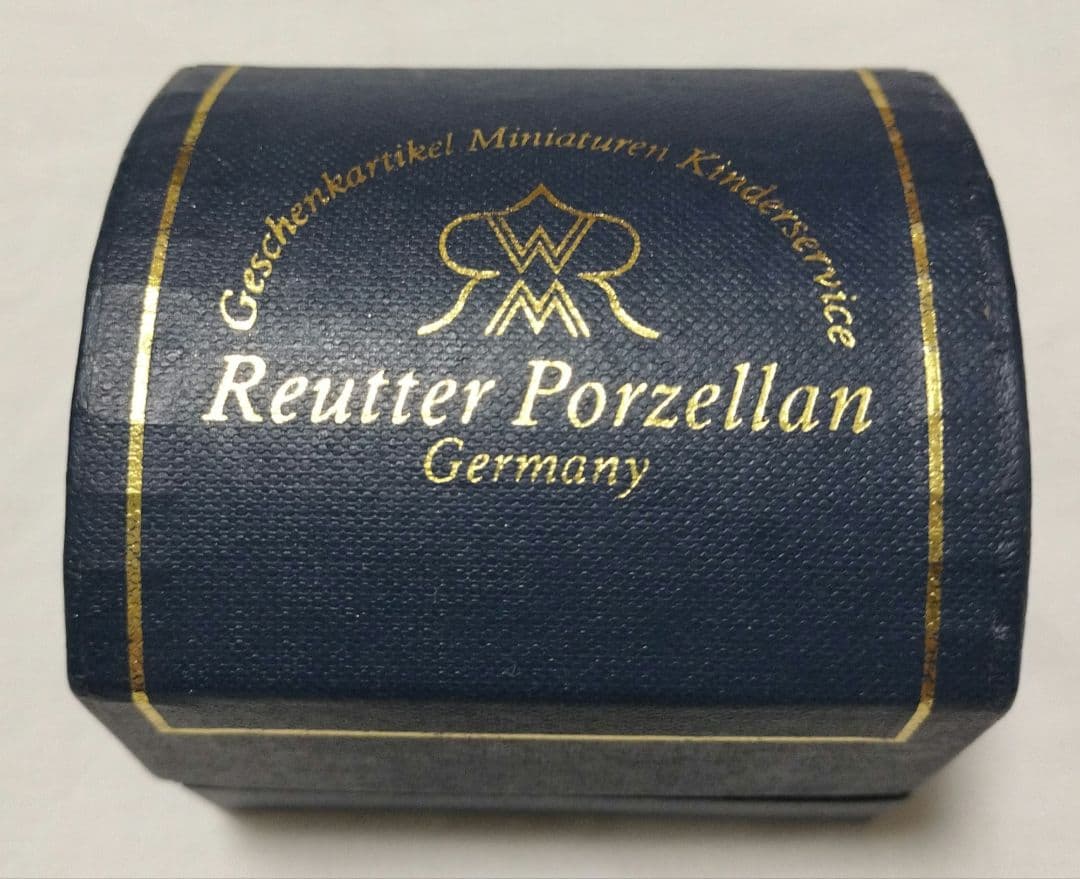 Geschenkartikel Miniaturen Kinderservice
Reutter Porzellan
Germany